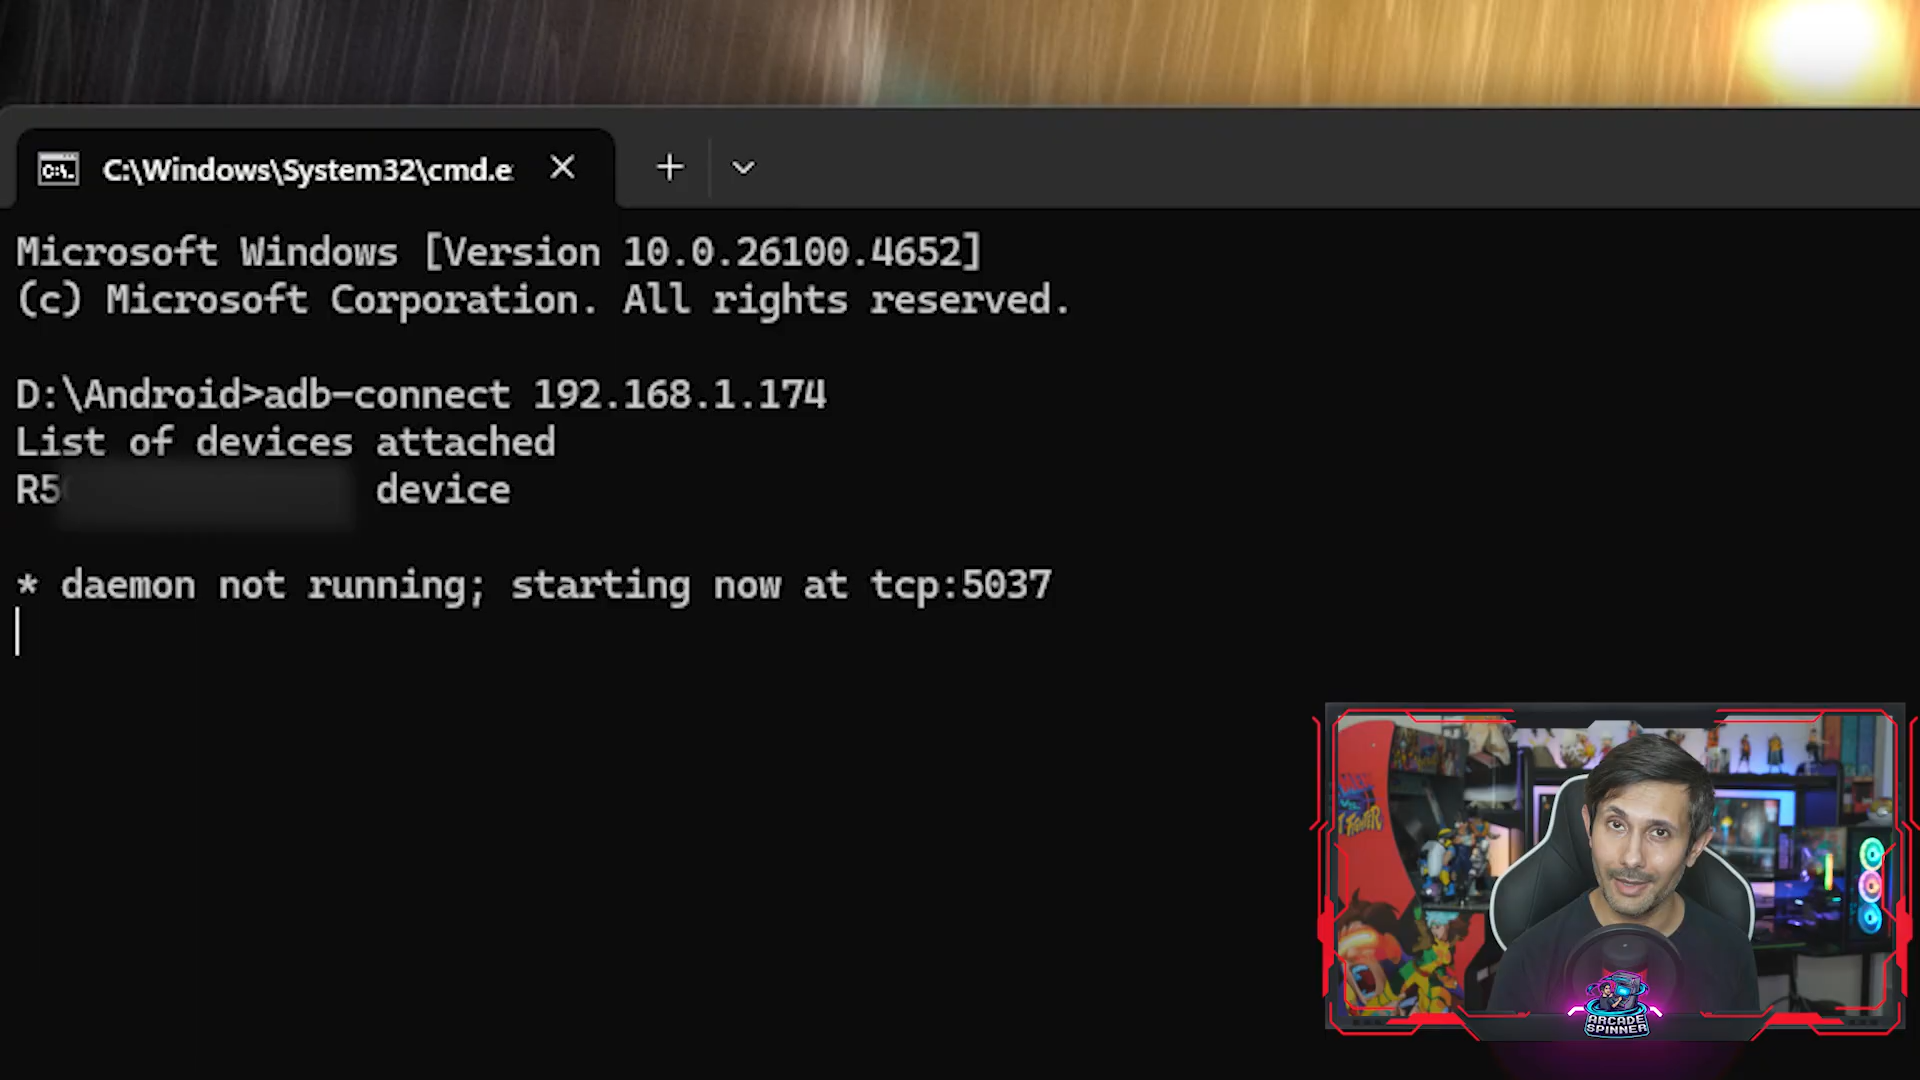 C:\Windows\System32\cmd.e
Microsoft Windows [Version 10.0.26100.4652]
(c) Microsoft Corporation. All rights reserved.
D:\Android>adb-connect 192.168.1.174
List of devices attached
R5 device
* daemon not running; starting now at tcp:5037
ARCADE
SPINNER